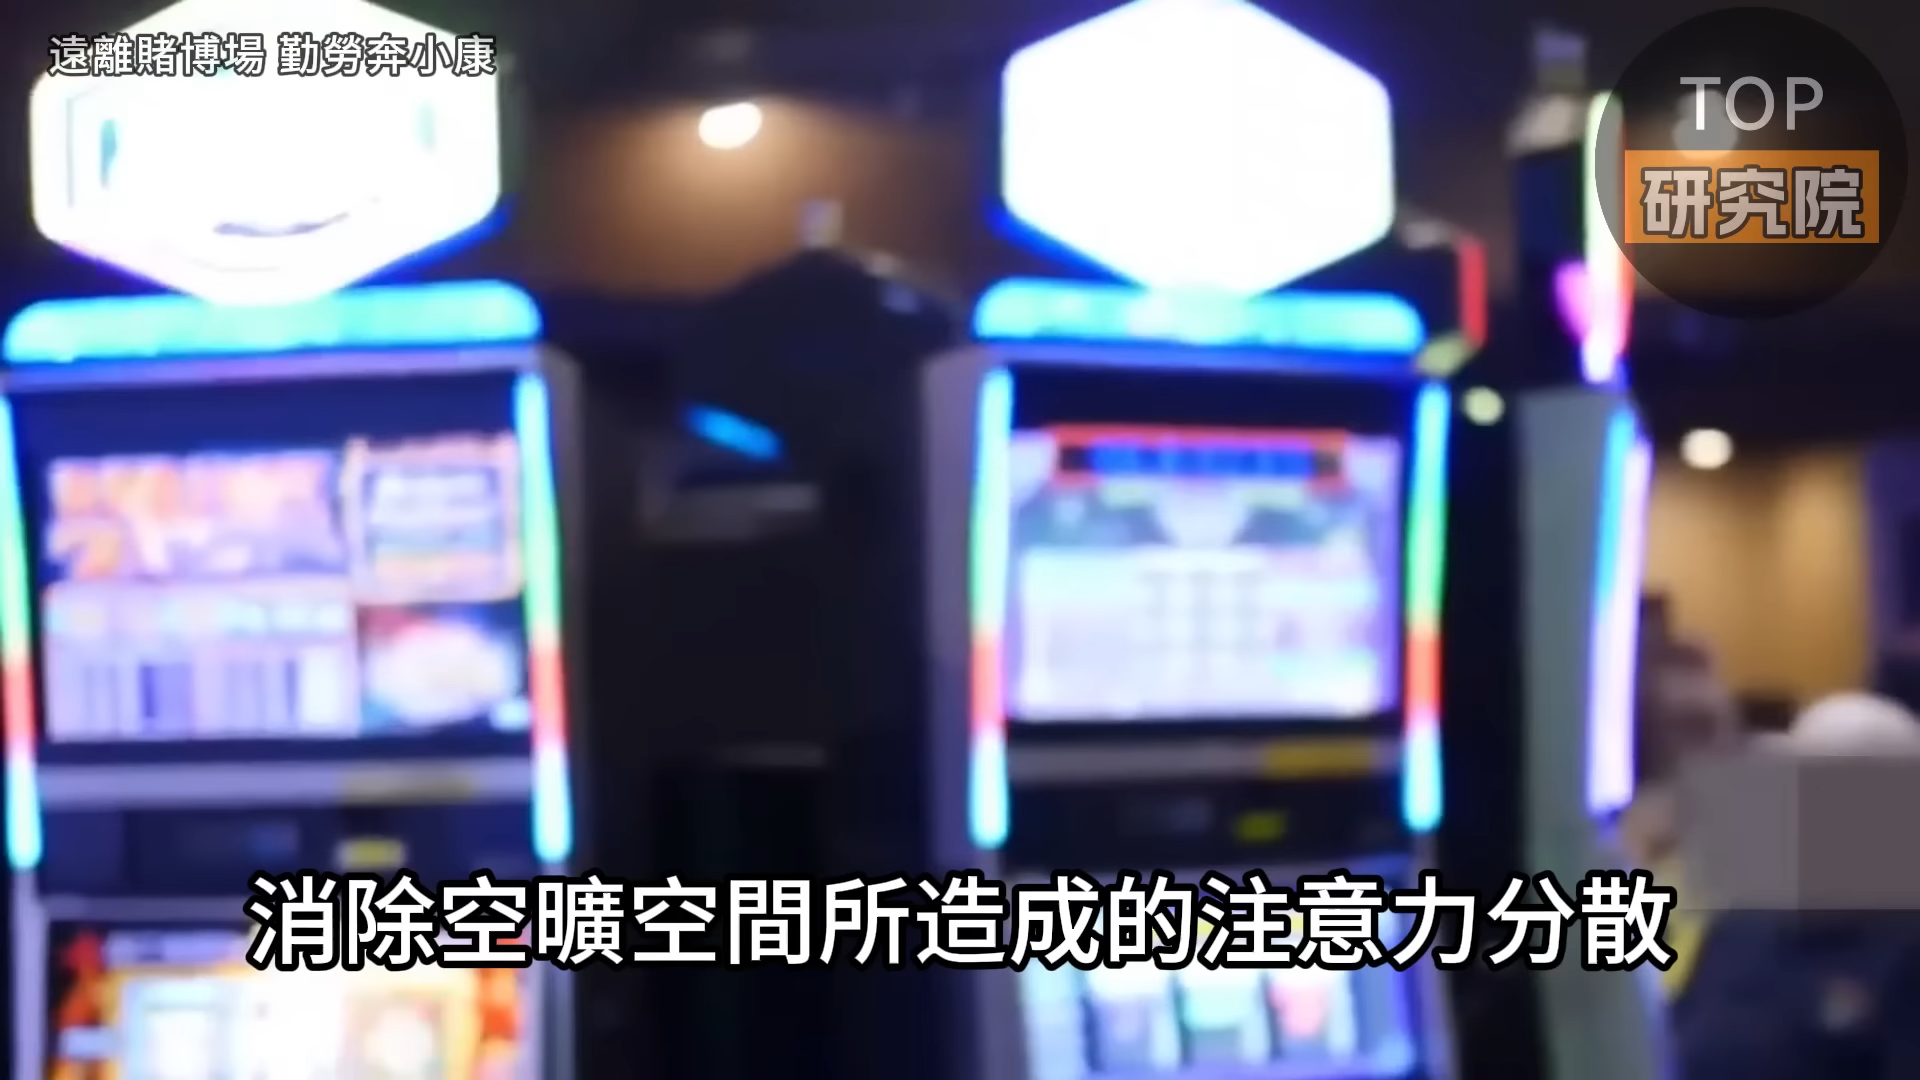 遠離賭博場 勤勞奔小康
TOP
研究院
消除空曠空間所造成的注意力分散